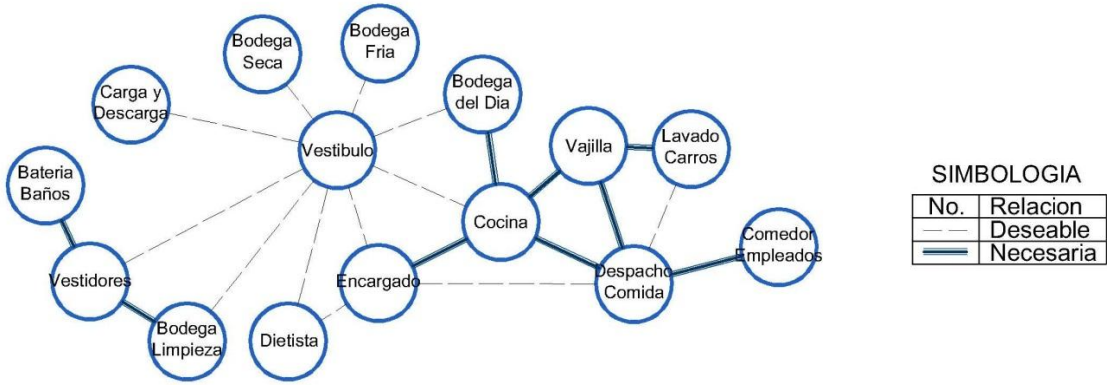 Bodega
Seca
Bodega
Fria
Carga y
Descarga
Bodega
del Dia
Vestibulo
Vajilla
Lavado
Carros
Bateria
Baños
Cocina
Vestidores
Encargado
Despacho
Comida
Comedor
Empleados
Bodega
Limpieza
Dietista
SIMBOLOGIA
No. Relacion
Deseable
Necesaria